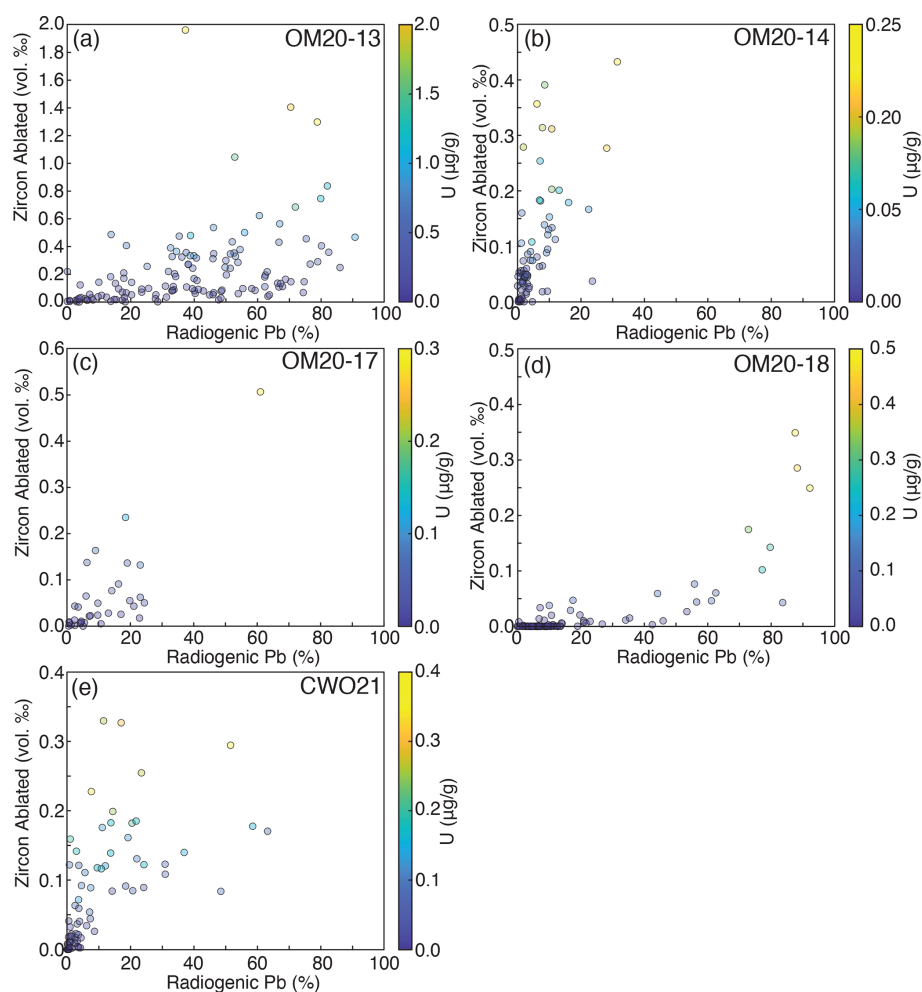 (a) OM20-13
Zircon Ablated (vol. ‰)
2.0
1.8
1.6
1.4
1.2
1.0
0.8
0.6
0.4
0.2
0.0
0 20 40 60 80 100
Radiogenic Pb (%)
2.0
1.5
1.0
0.5
0.0
U (µg/g)
(b) OM20-14
Zircon Ablated (vol. ‰)
0.5
0.4
0.3
0.2
0.1
0.0
0 20 40 60 80 100
Radiogenic Pb (%)
0.25
0.20
0.05
0.00
U (µg/g)
(c) OM20-17
Zircon Ablated (vol. ‰)
0.6
0.5
0.4
0.3
0.2
0.1
0.0
0 20 40 60 80 100
Radiogenic Pb (%)
0.3
0.2
0.1
0.0
U (µg/g)
(d) OM20-18
Zircon Ablated (vol. ‰)
0.5
0.4
0.3
0.2
0.1
0.0
0 20 40 60 80 100
Radiogenic Pb (%)
0.5
0.4
0.3
0.2
0.1
0.0
U (µg/g)
(e) CWO21
Zircon Ablated (vol. ‰)
0.4
0.3
0.2
0.1
0.0
0 20 40 60 80 100
Radiogenic Pb (%)
0.4
0.3
0.2
0.1
0.0
U (µg/g)